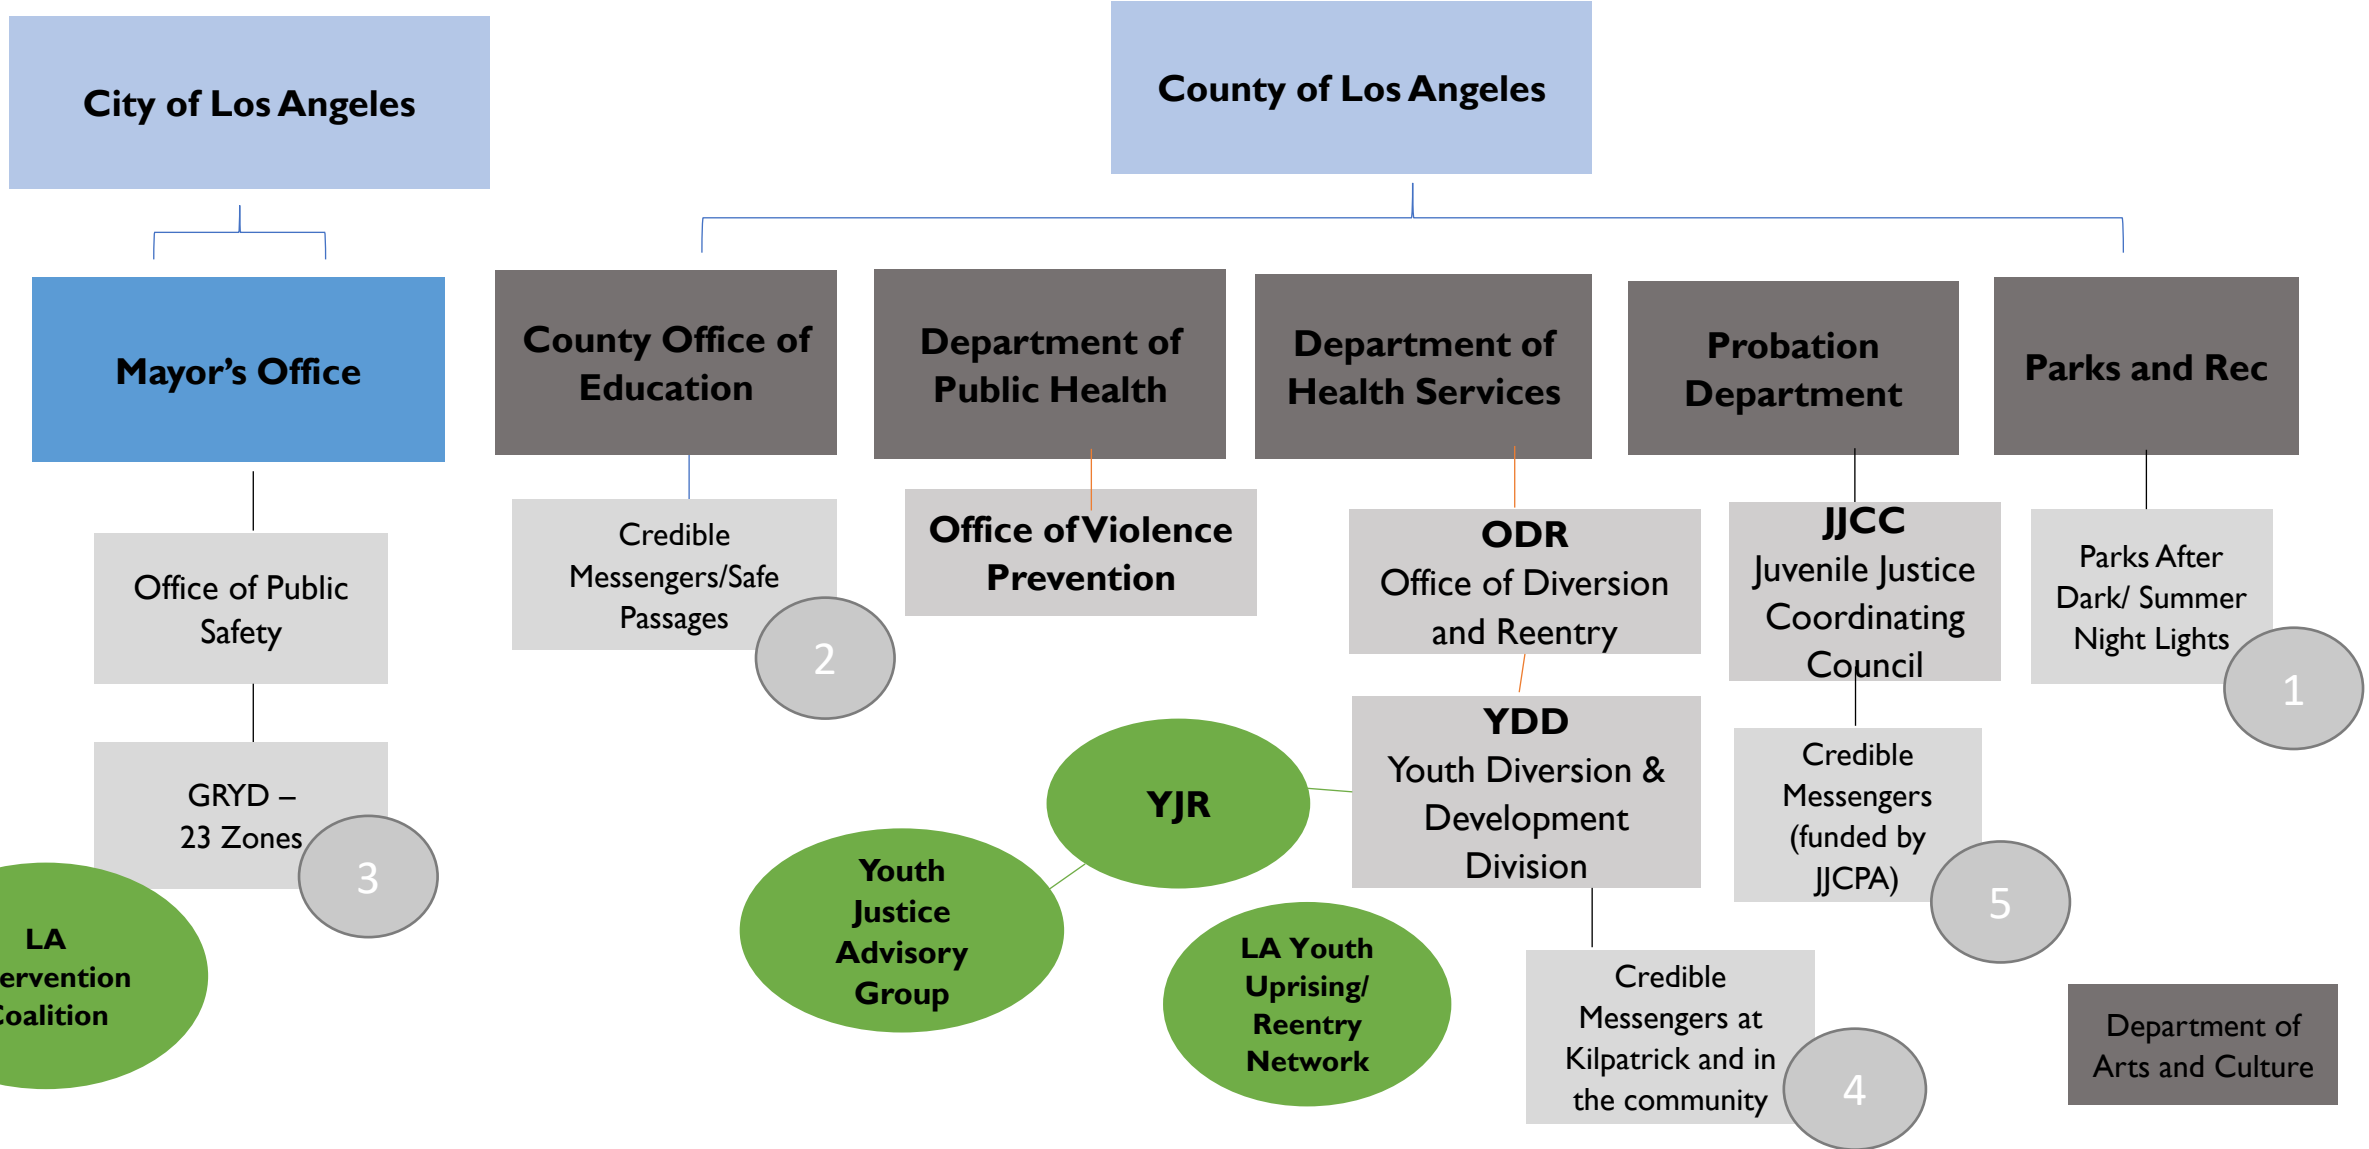 City of Los Angeles
County of Los Angeles
Mayor's Office
County Office of
Education
Department of
Public Health
Department of
Health Services
Probation
Department
Parks and Rec
Office of Public
Safety
GRYD –
23 Zones
3
LA
ervention
oalition
Credible
Messengers/Safe
Passages
2
Office of Violence
Prevention
ODR
Office of Diversion
and Reentry
YDD
Youth Diversion &
Development
Division
YJR
Youth
Justice
Advisory
Group
LA Youth
Uprising/
Reentry
Network
Credible
Messengers at
Kilpatrick and in
the community
4
JJCC
Juvenile Justice
Coordinating
Council
Credible
Messengers
(funded by
JJCPA)
5
Parks After
Dark/ Summer
Night Lights
1
Department of
Arts and Culture